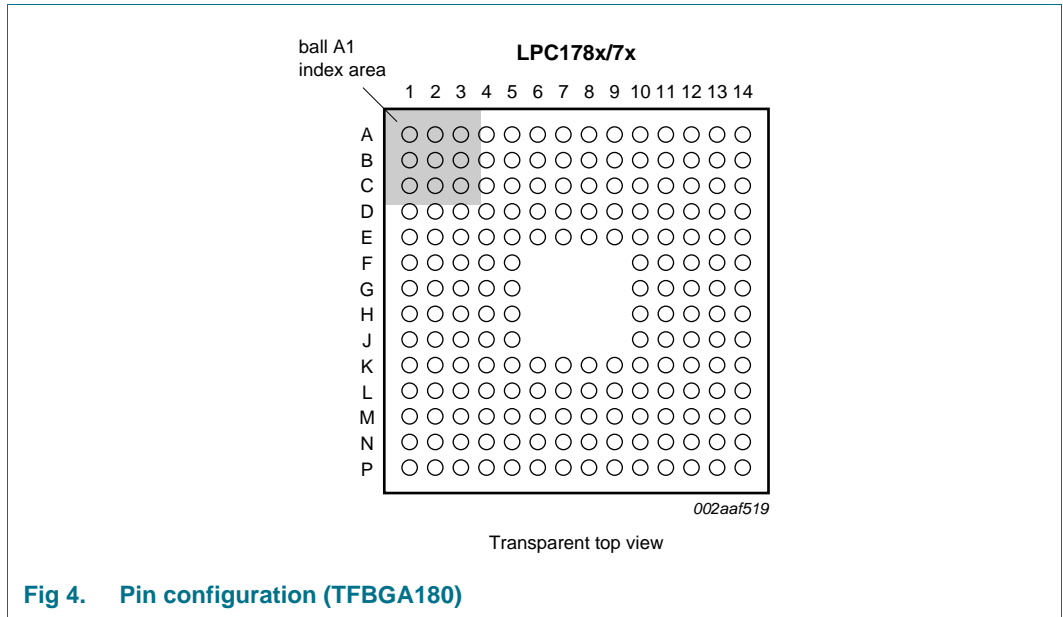 ball A1
index area
LPC178x/7x
1 2 3 4 5 6 7 8 9 10 11 12 13 14
A
B
C
D
E
F
G
H
J
K
L
M
N
P
002aaf519
Transparent top view
Fig 4. Pin configuration (TFBGA180)